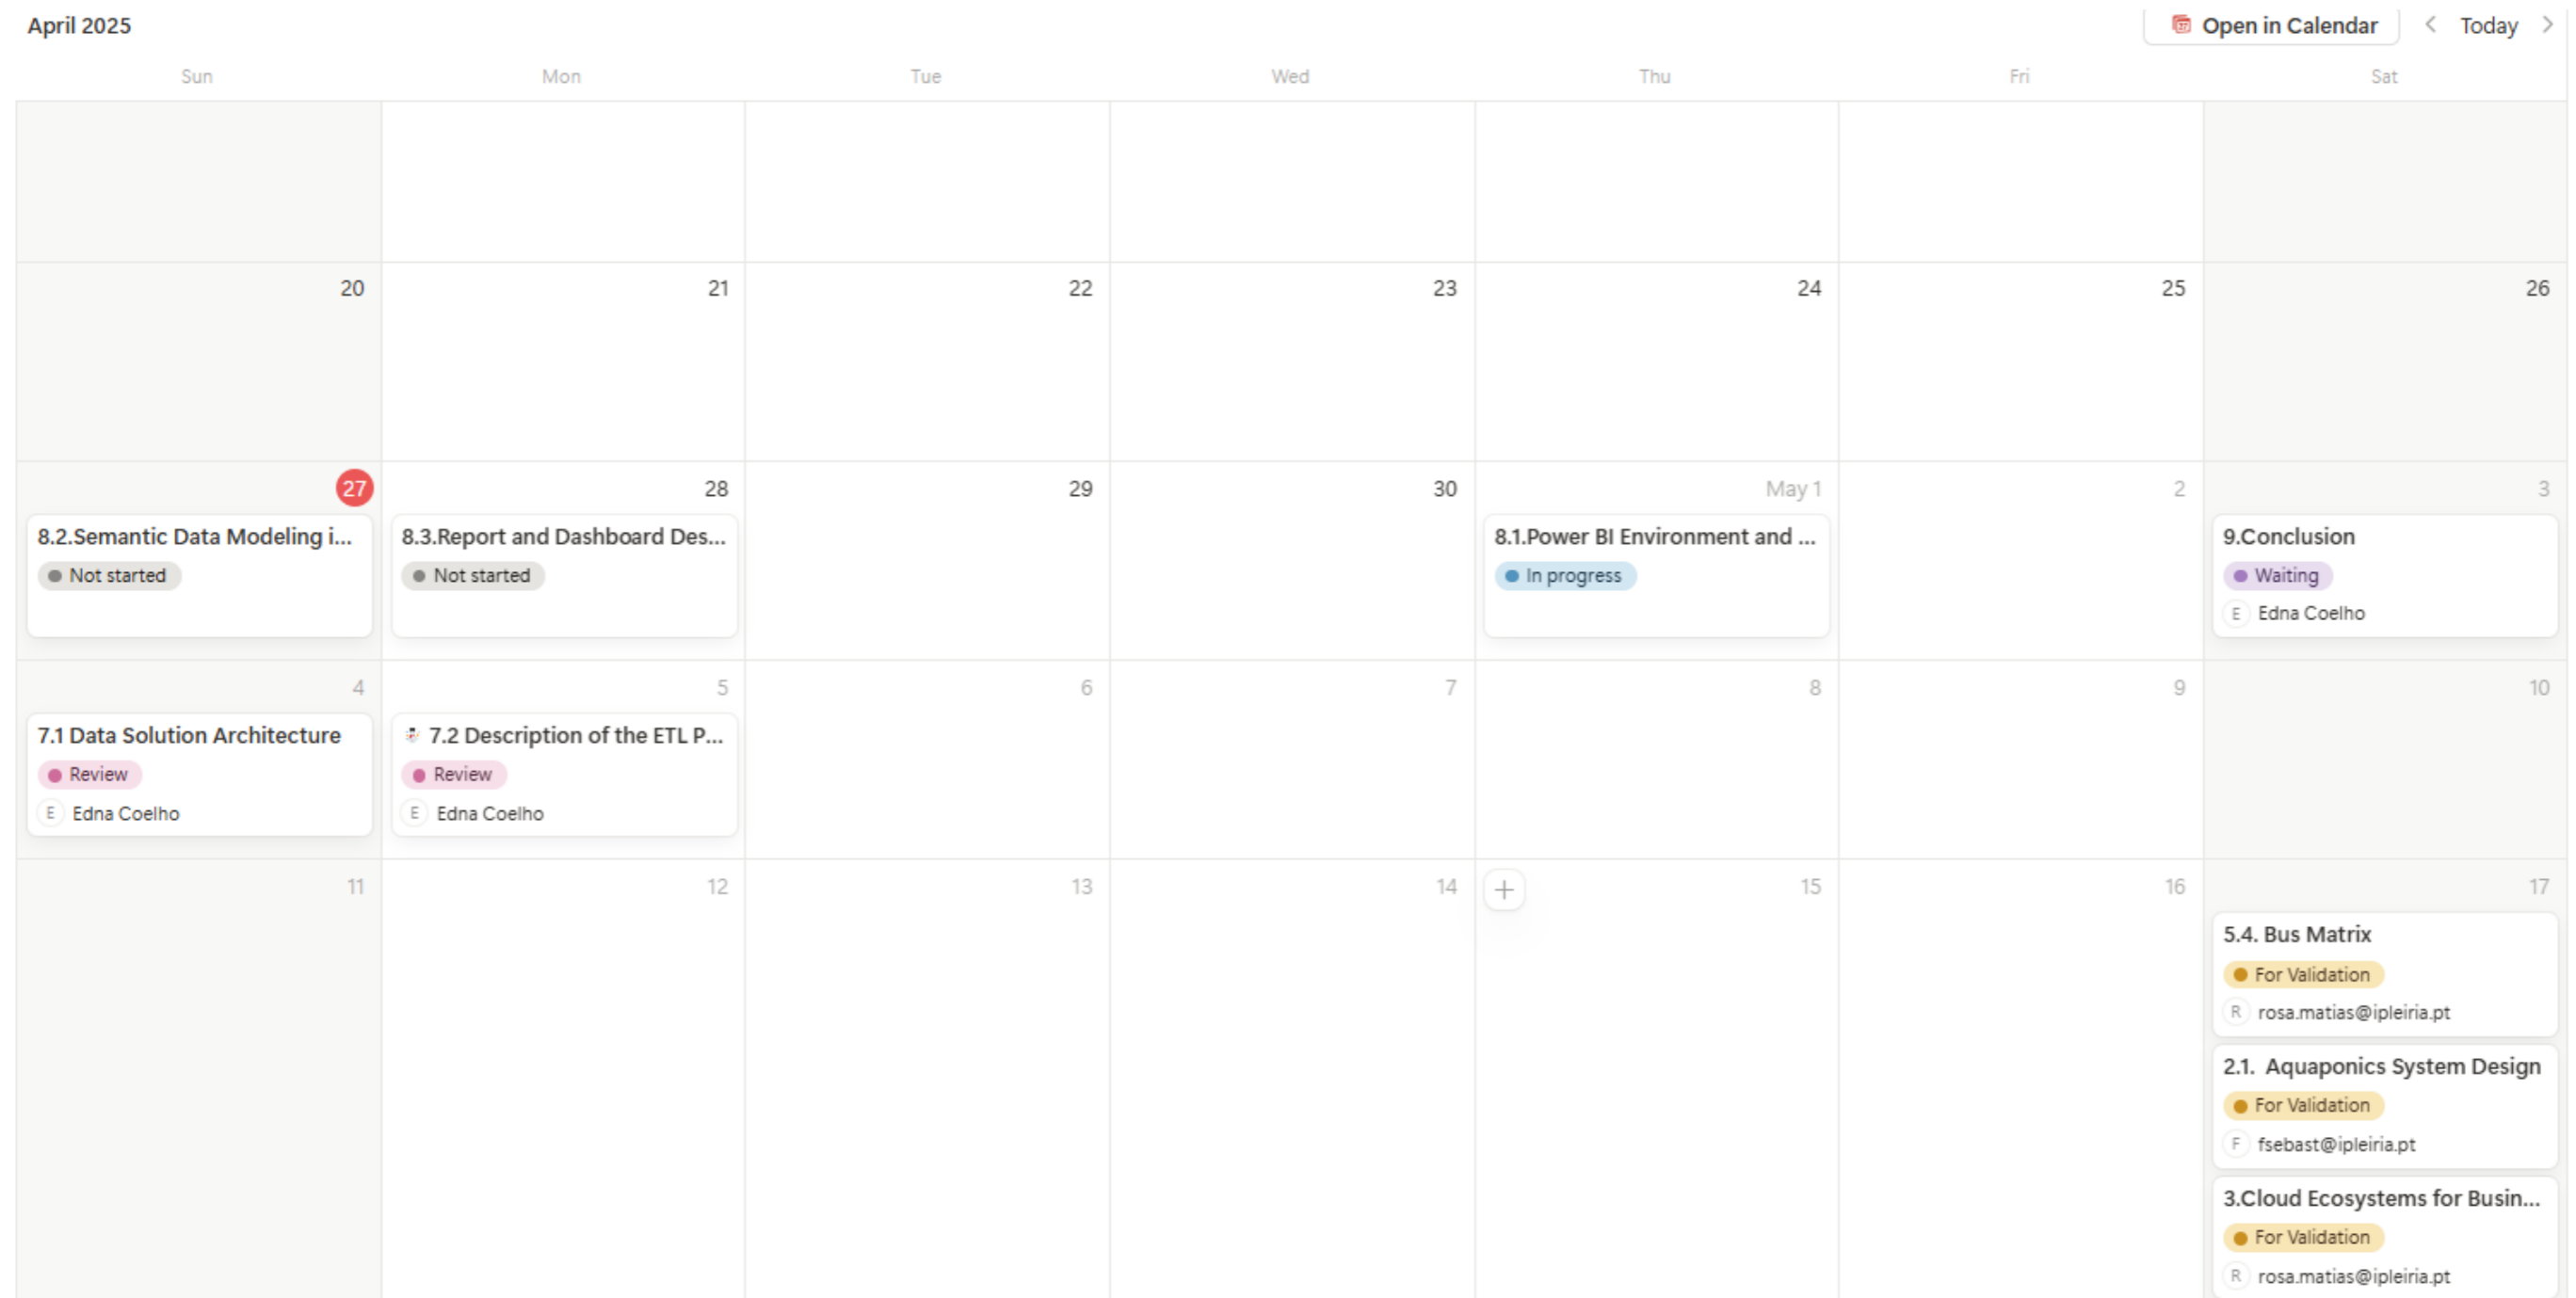 April 2025
Open in Calendar
Today
Sun Mon Tue Wed Thu Fri Sat
20 21 22 23 24 25 26
27 28 29 30 May 1 2 3
8.2.Semantic Data Modeling i...
Not started
8.3.Report and Dashboard Des...
Not started
8.1.Power BI Environment and ...
In progress
9.Conclusion
Waiting
E Edna Coelho
4 5 6 7 8 9 10
7.1 Data Solution Architecture
Review
E Edna Coelho
7.2 Description of the ETL P...
Review
E Edna Coelho
11 12 13 14 15 16 17
5.4. Bus Matrix
For Validation
R rosa.matias@ipleiria.pt
2.1. Aquaponics System Design
For Validation
F fsebast@ipleiria.pt
3.Cloud Ecosystems for Busin...
For Validation
R rosa.matias@ipleiria.pt